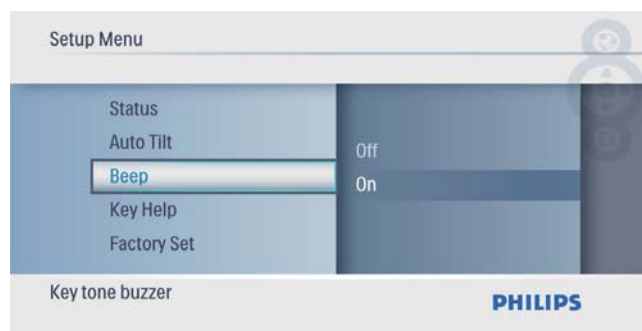 Setup Menu
Status
Auto Tilt
Beep
Key Help
Factory Set
Off
On
Key tone buzzer
PHILIPS